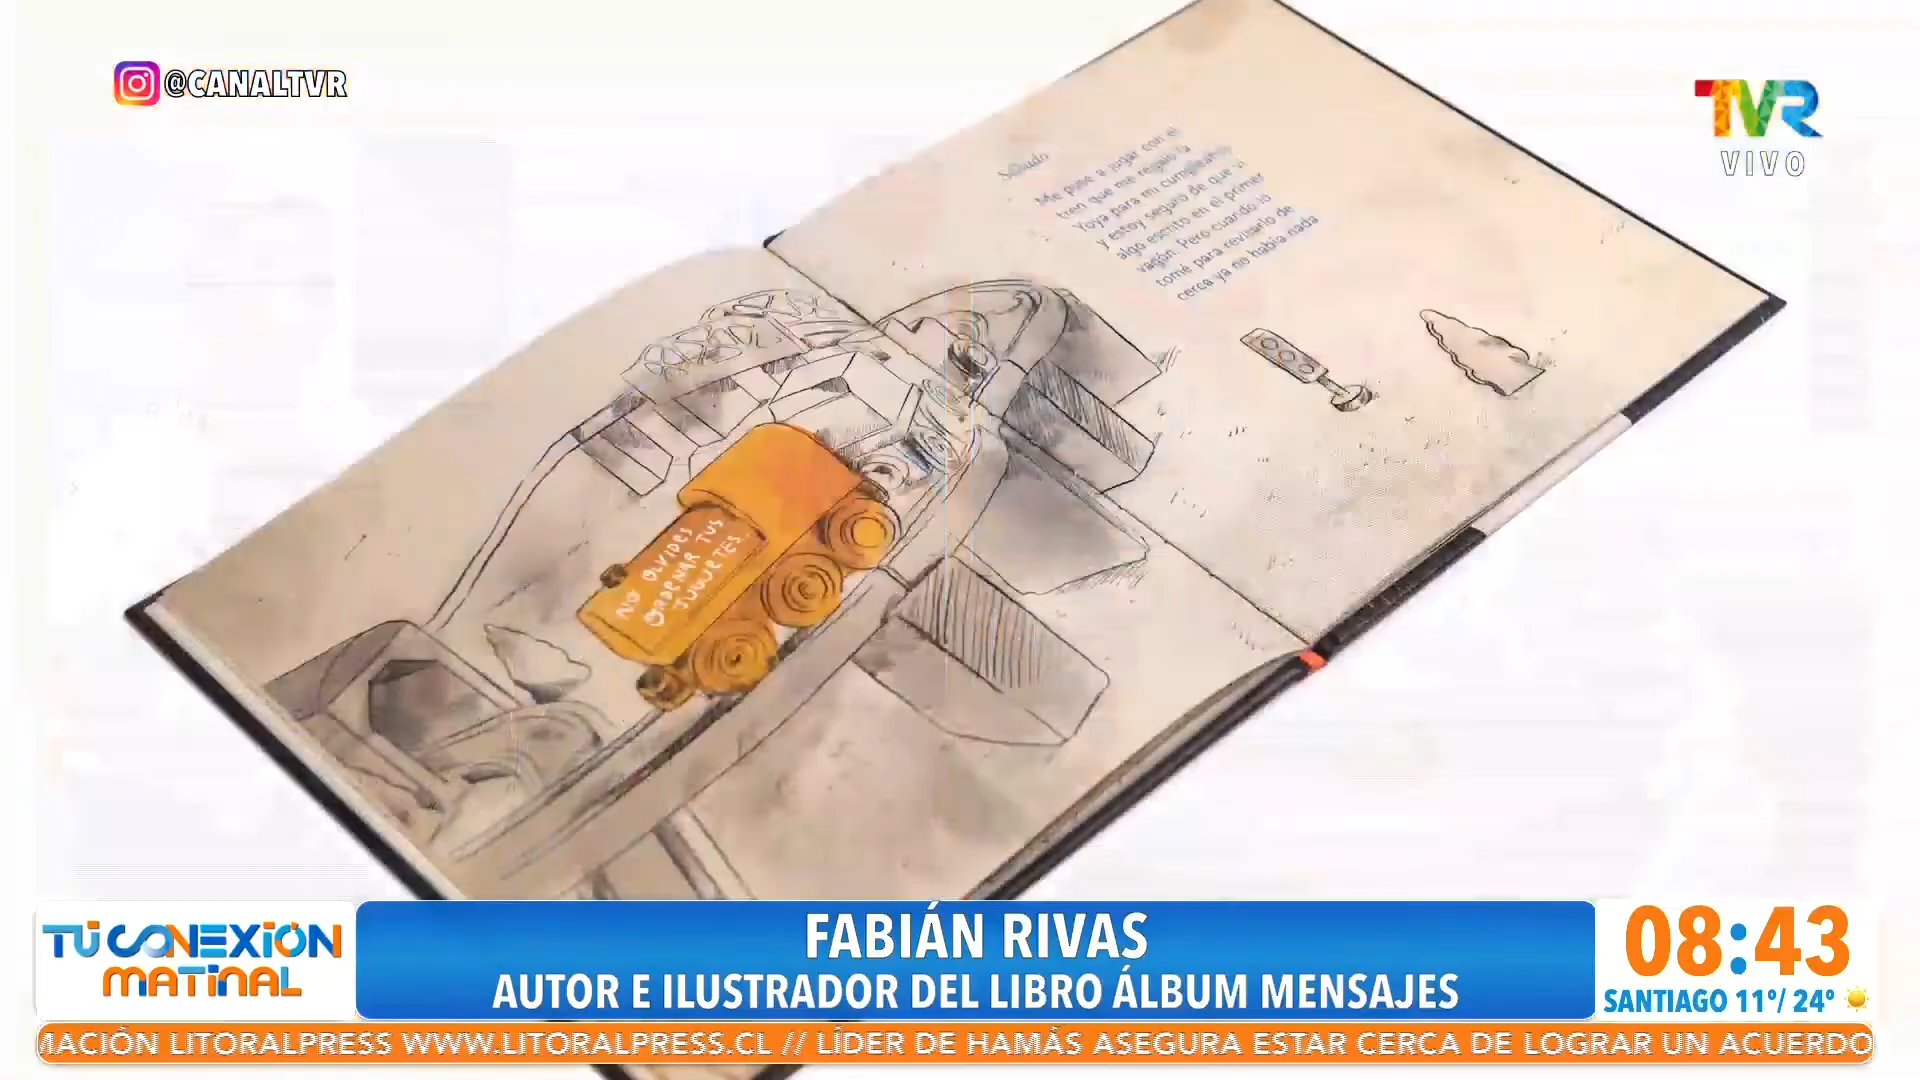 @CANALTVR
TVR
VIVO
Sábado
Me puse a jugar con el
tren que me regaló la
Yoya para mi cumpleaños
y estoy seguro de que vi
algo escrito en el primer
vagón. Pero cuando lo
tomé para revisarlo de
cerca ya no había nada
NO OLVIDES
ORDENAR TUS
JUGUETES.
TÚ CONEXIÓN
MATINAL
FABIÁN RIVAS
AUTOR E ILUSTRADOR DEL LIBRO ÁLBUM MENSAJES
08:43
SANTIAGO 11º/ 24º
MACIÓN LITORALPRESS WWW.LITORALPRESS.CL // LÍDER DE HAMÁS ASEGURA ESTAR CERCA DE LOGRAR UN ACUERDO